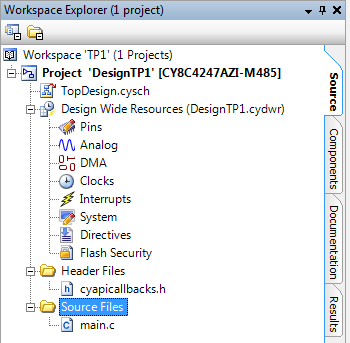 Workspace Explorer (1 project)
Workspace 'TP1' (1 Projects)
Project 'DesignTP1' [CY8C4247AZI-M485]
TopDesign.cysch
Design Wide Resources (DesignTP1.cydwr)
Pins
Analog
DMA
Clocks
Interrupts
System
Directives
Flash Security
Header Files
cyapicallbacks.h
Source Files
main.c
Source
Components
Documentation
Results